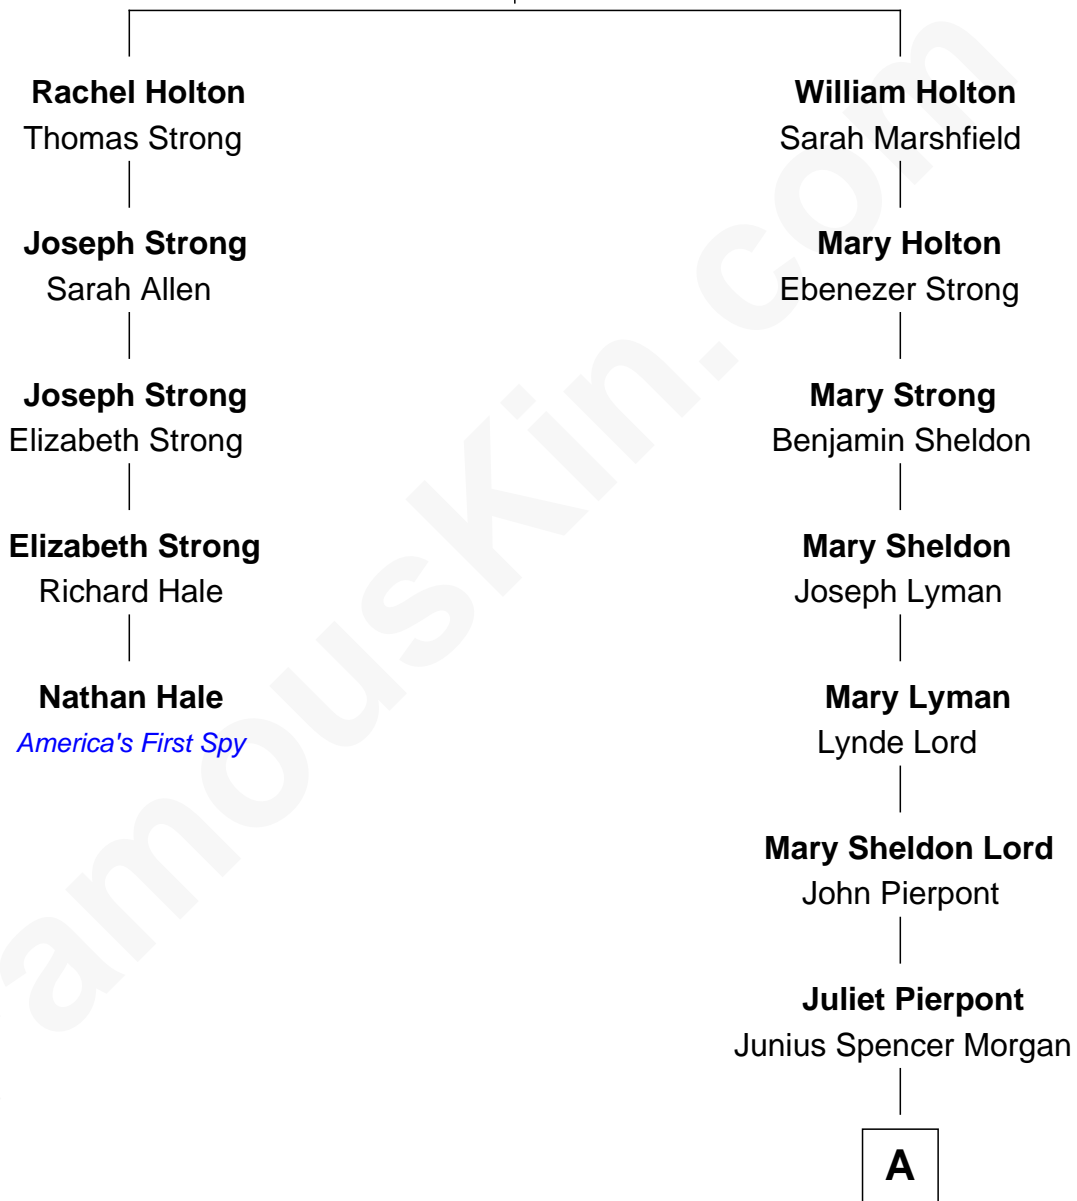 Rachel Holton
Thomas Strong
Joseph Strong
Sarah Allen
Joseph Strong
Elizabeth Strong
Elizabeth Strong
Richard Hale
Nathan Hale
America's First Spy
William Holton
Sarah Marshfield
Mary Holton
Ebenezer Strong
Mary Strong
Benjamin Sheldon
Mary Sheldon
Joseph Lyman
Mary Lyman
Lynde Lord
Mary Sheldon Lord
John Pierpont
Juliet Pierpont
Junius Spencer Morgan
A
amouskin.com